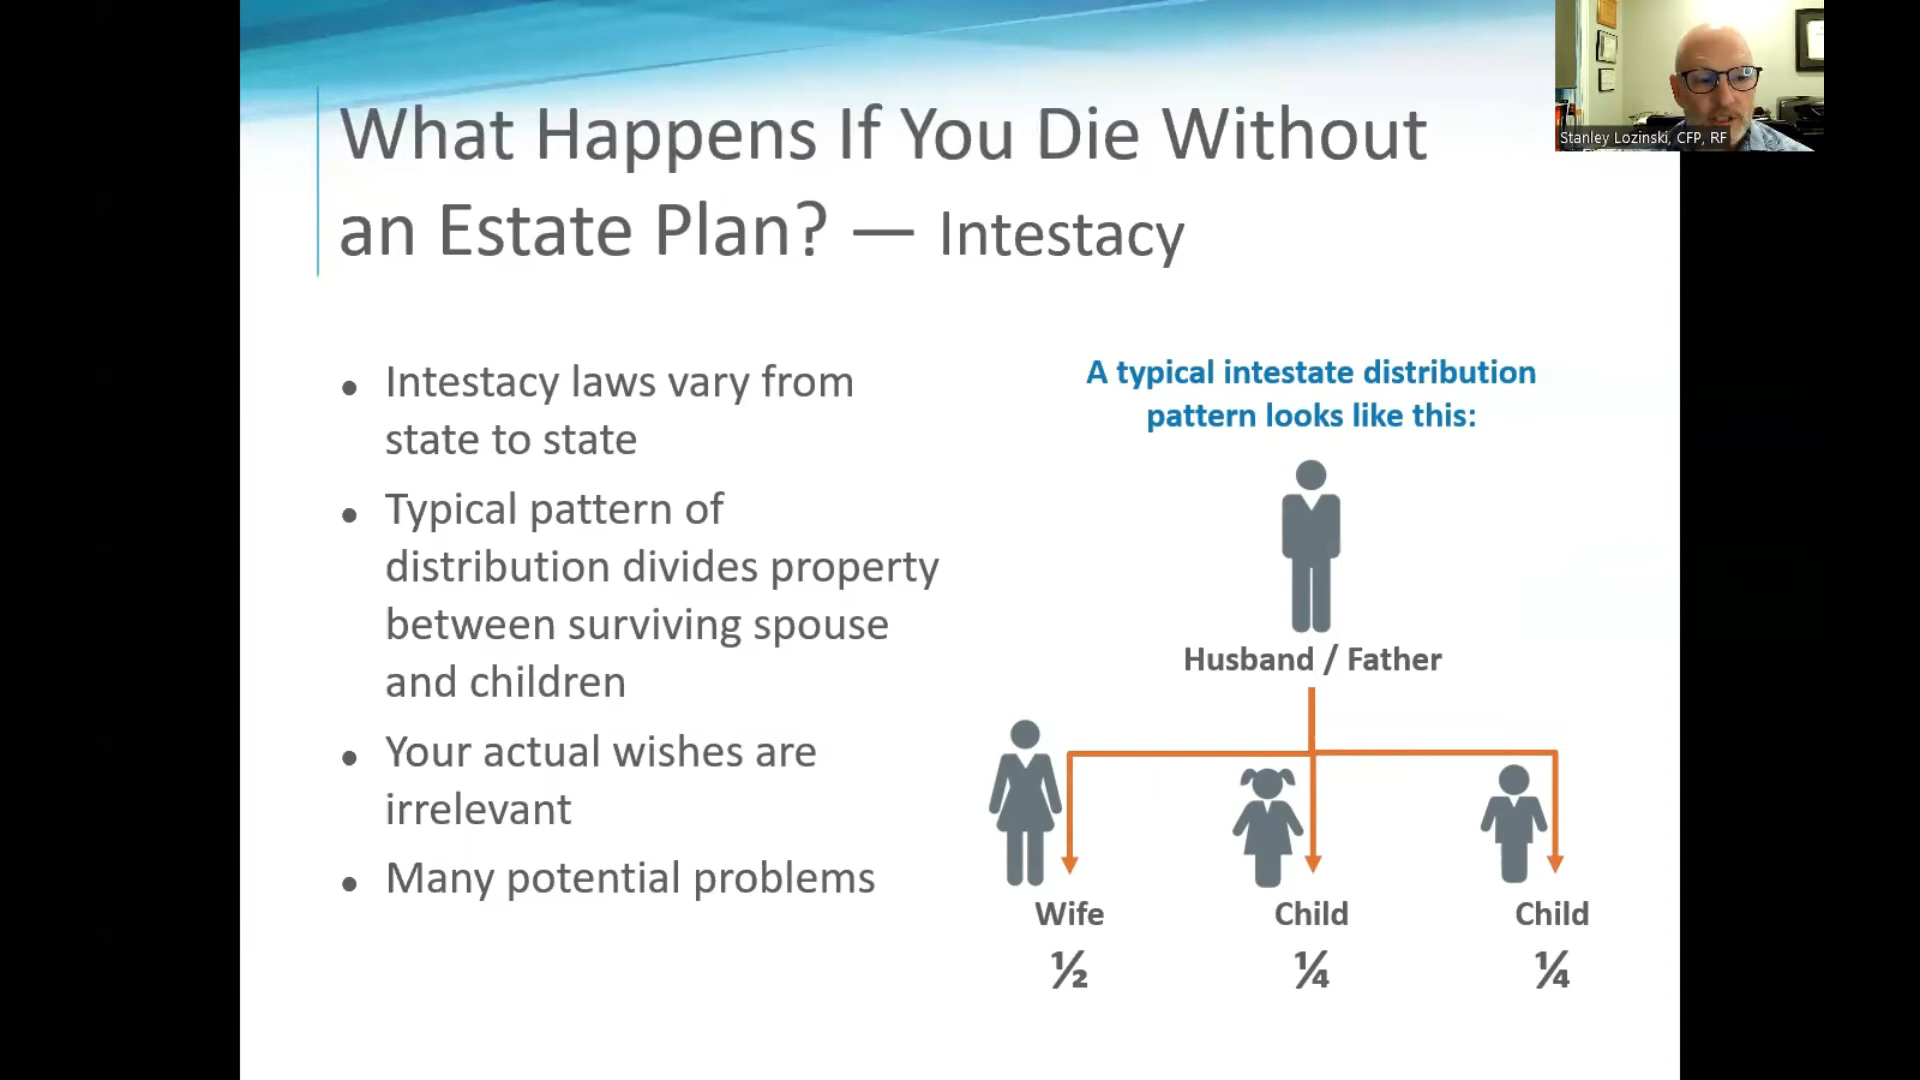 What Happens If You Die Without
an Estate Plan? — Intestacy
Stanley Lozinski, CFP, RF
• Intestacy laws vary from
state to state
• Typical pattern of
distribution divides property
between surviving spouse
and children
• Your actual wishes are
irrelevant
• Many potential problems
A typical intestate distribution
pattern looks like this:
Husband / Father
Wife Child Child
½ ¼ ¼